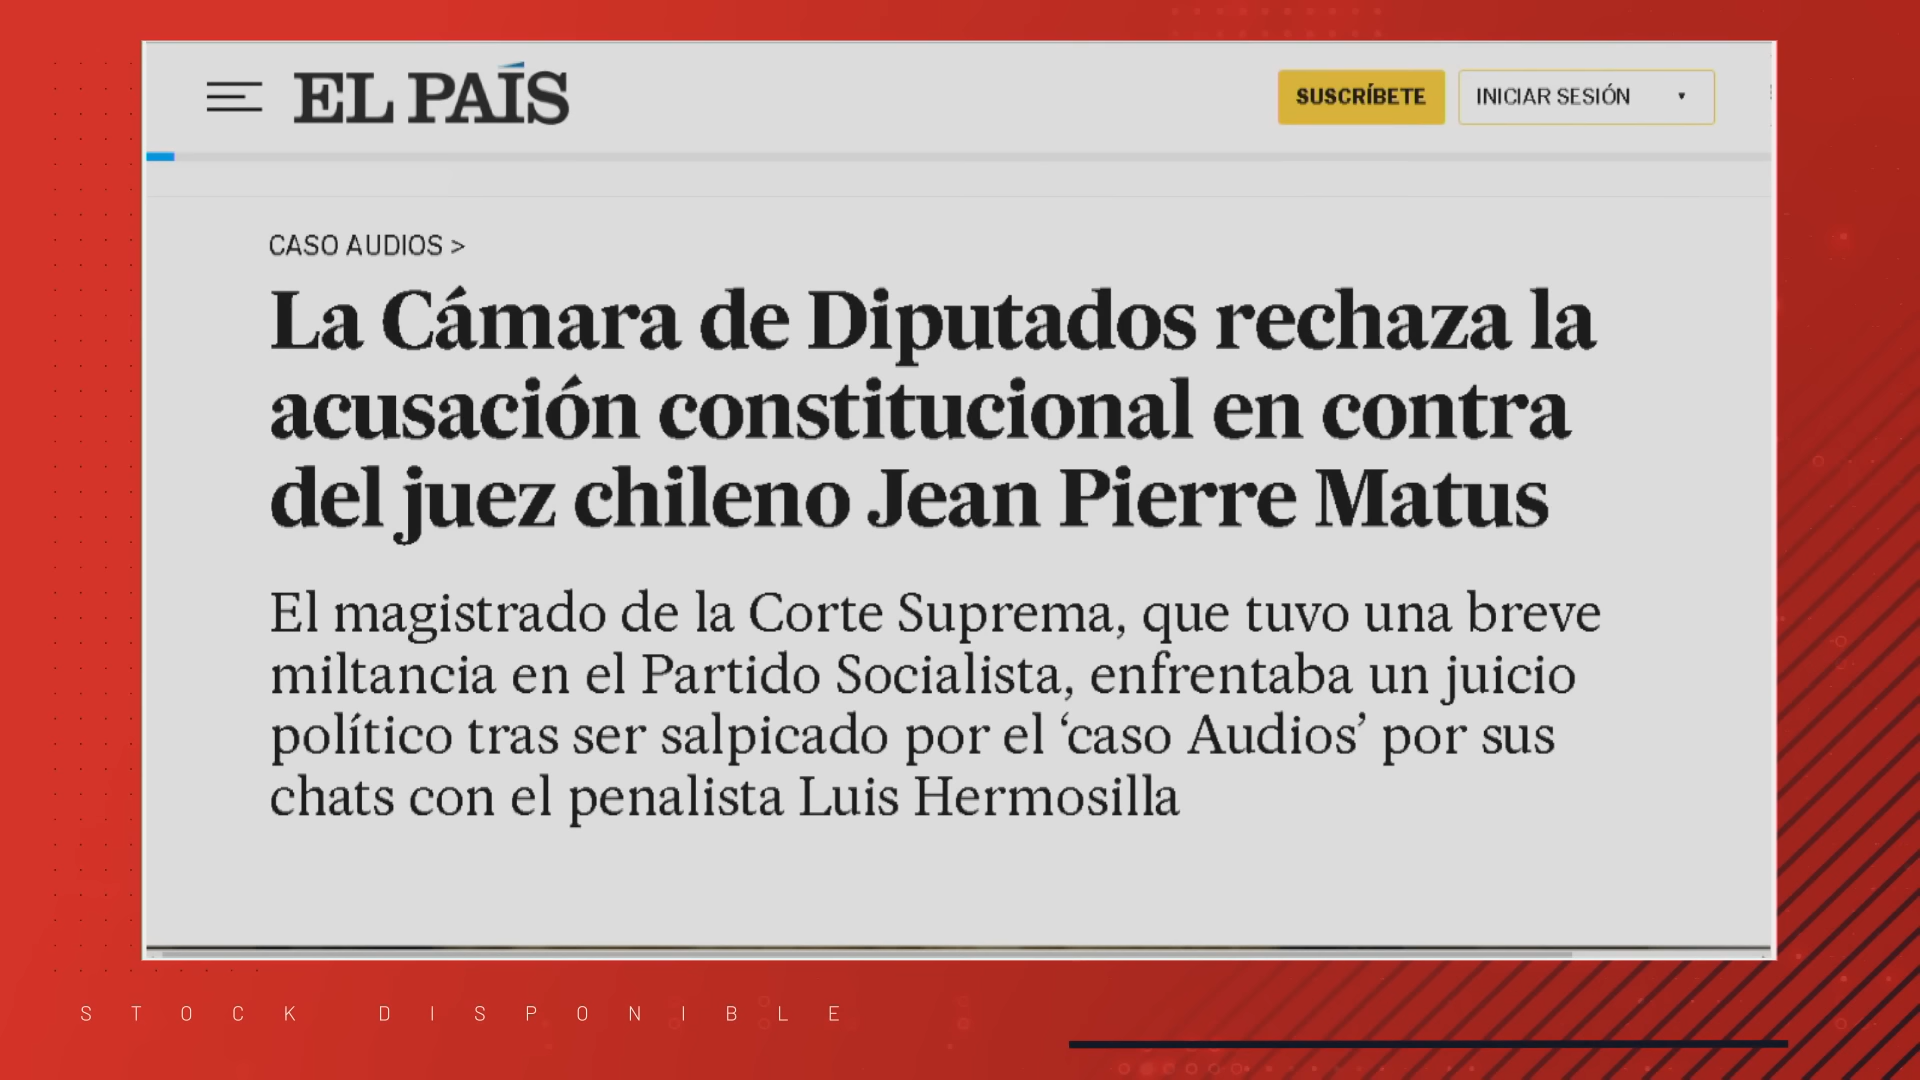 EL PAÍS
SUSCRÍBETE
INICIAR SESIÓN
CASO AUDIOS >
La Cámara de Diputados rechaza la
acusación constitucional en contra
del juez chileno Jean Pierre Matus
El magistrado de la Corte Suprema, que tuvo una breve
miltancia en el Partido Socialista, enfrentaba un juicio
político tras ser salpicado por el ‘caso Audios’ por sus
chats con el penalista Luis Hermosilla
STOCK DISPONIBLE